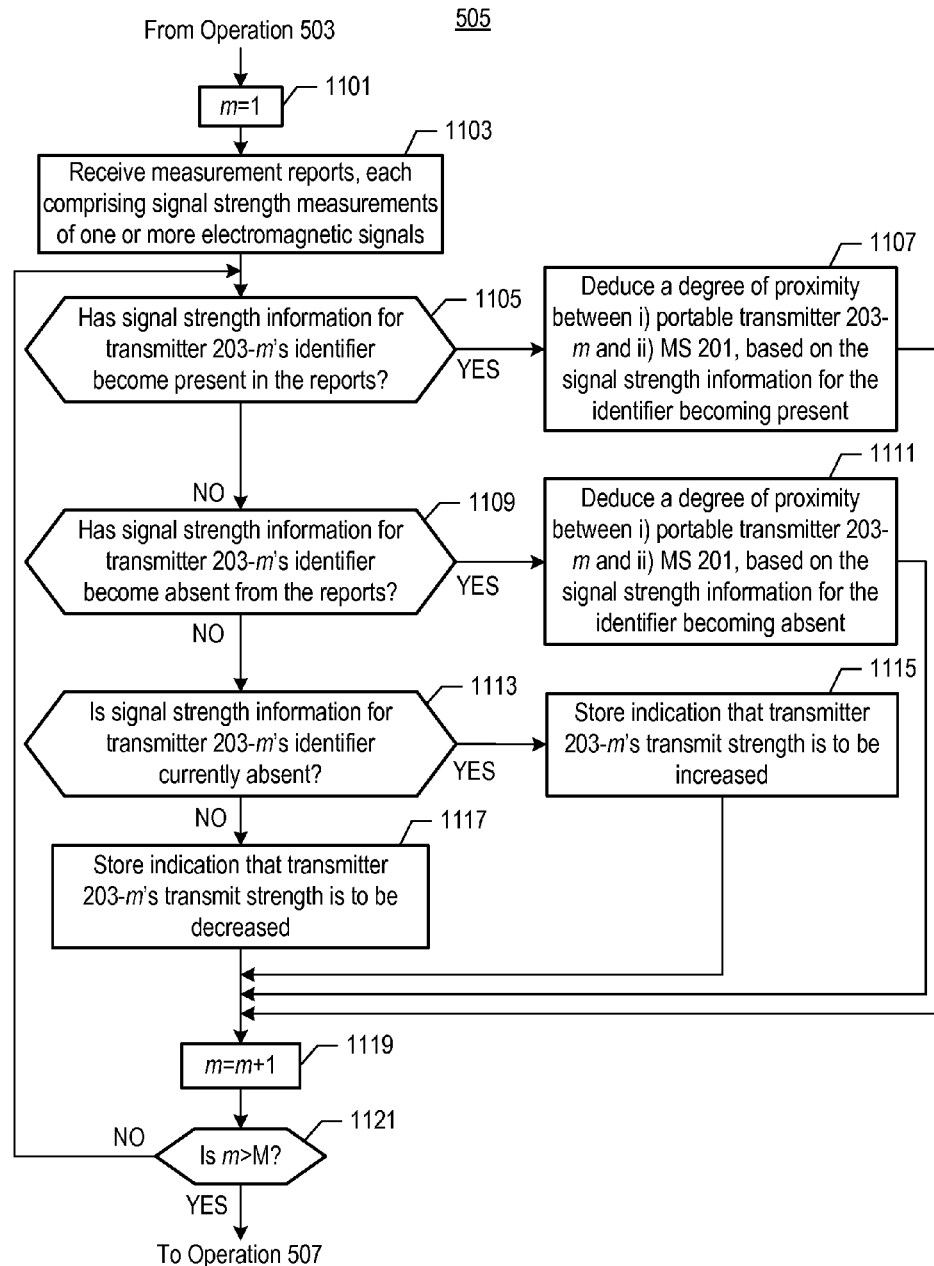 505
From Operation 503
1101
m=1
1103
Receive measurement reports, each
comprising signal strength measurements
of one or more electromagnetic signals
1105
Has signal strength information for
transmitter 203-m's identifier
become present in the reports?
YES
1107
Deduce a degree of proximity
between i) portable transmitter 203-
m and ii) MS 201, based on the
signal strength information for the
identifier becoming present
NO
1109
Has signal strength information for
transmitter 203-m's identifier
become absent from the reports?
YES
1111
Deduce a degree of proximity
between i) portable transmitter 203-
m and ii) MS 201, based on the
signal strength information for the
identifier becoming absent
NO
1113
Is signal strength information for
transmitter 203-m's identifier
currently absent?
YES
1115
Store indication that transmitter
203-m's transmit strength is to be
increased
NO
1117
Store indication that transmitter
203-m's transmit strength is to be
decreased
1119
m=m+1
1121
Is m>M?
NO
YES
To Operation 507